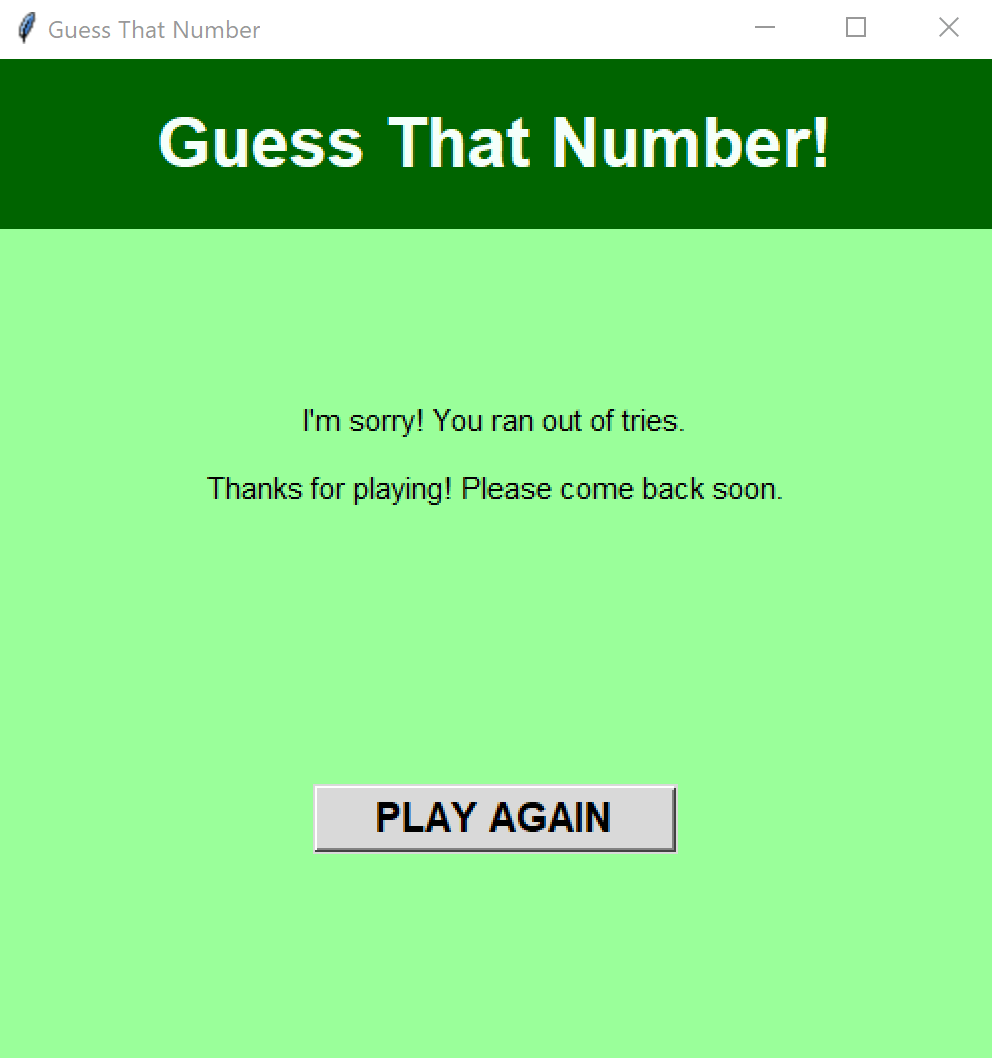 Guess That Number
Guess That Number!
I'm sorry! You ran out of tries.
Thanks for playing! Please come back soon.
PLAY AGAIN